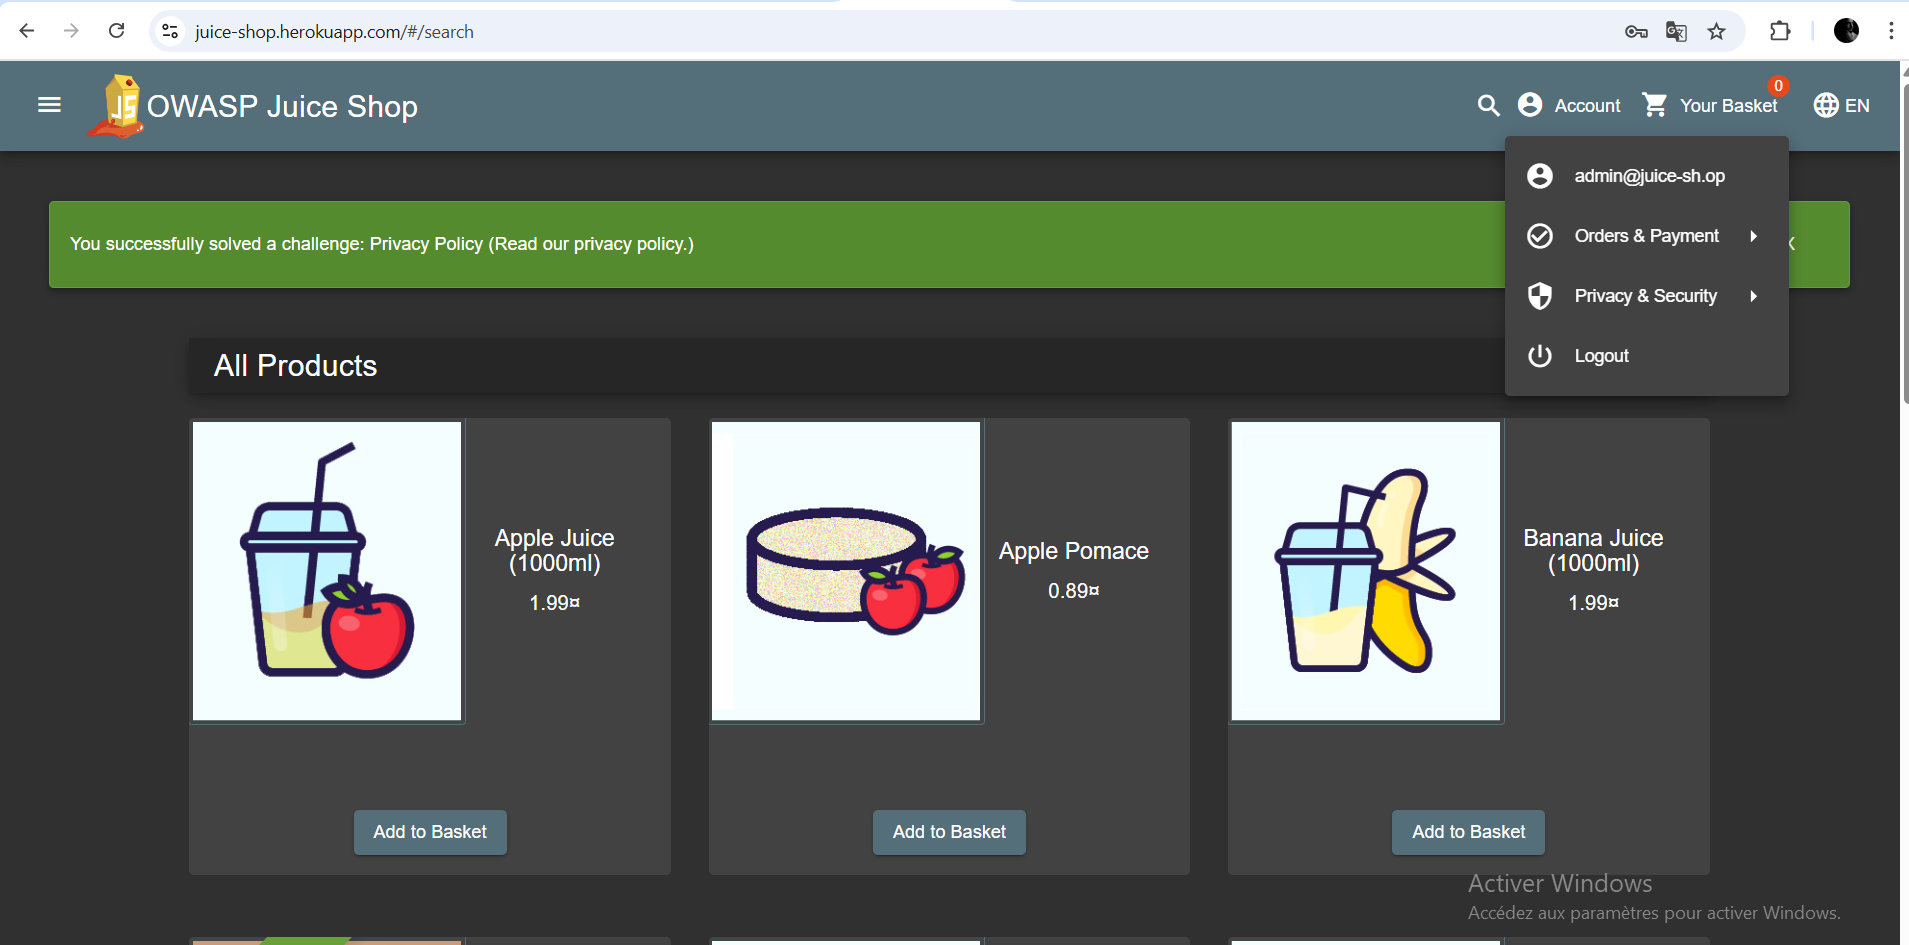 juice-shop.herokuapp.com/#/search
JS
OWASP Juice Shop
Account
Your Basket
0
EN
admin@juice-sh.op
You successfully solved a challenge: Privacy Policy (Read our privacy policy.)
X
Orders & Payment
Privacy & Security
Logout
All Products
Apple Juice
(1000ml)
1.99¤
Apple Pomace
0.89¤
Banana Juice
(1000ml)
1.99¤
Add to Basket
Add to Basket
Add to Basket
Activer Windows
Accédez aux paramètres pour activer Windows.